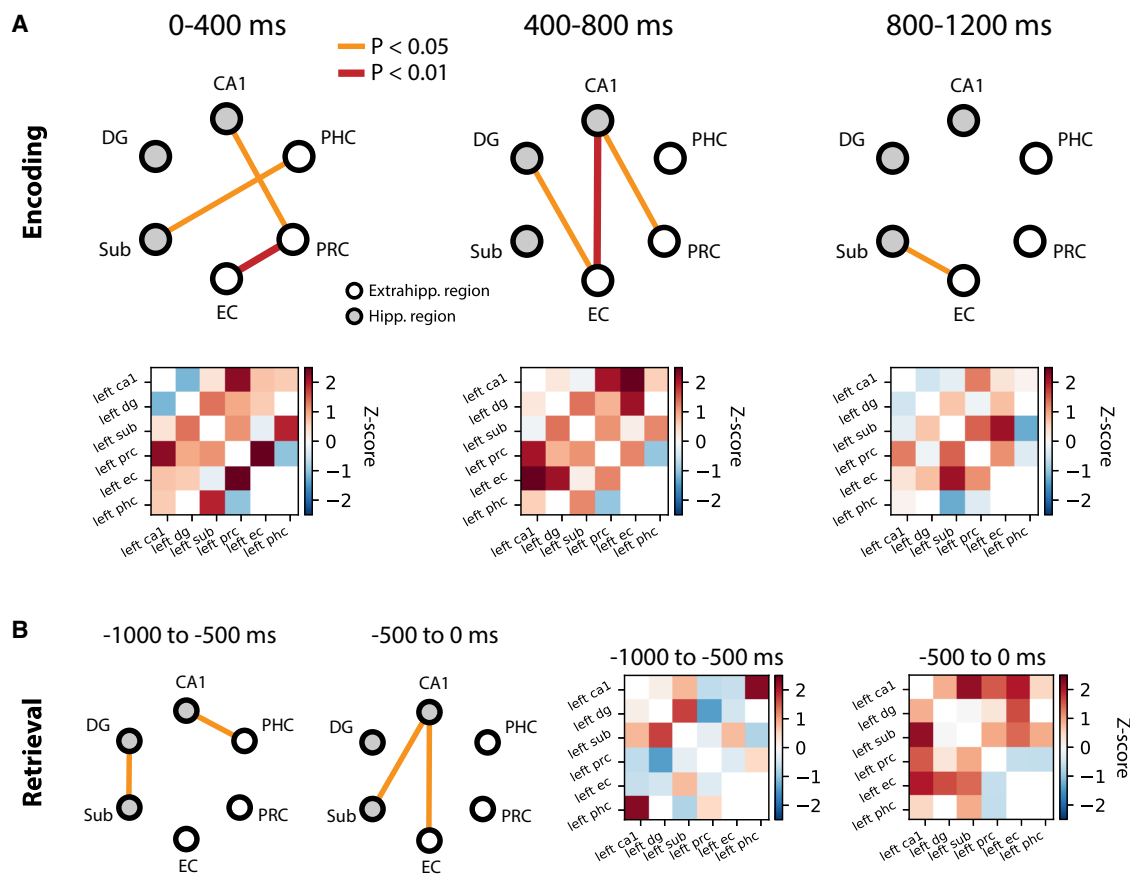 A
0-400 ms
400-800 ms
800-1200 ms
P < 0.05
P < 0.01
Encoding
CA1
DG
PHC
Sub
PRC
EC
CA1
DG
PHC
Sub
PRC
EC
CA1
DG
PHC
Sub
PRC
EC
Extrahipp. region
Hipp. region
left ca1
left dg
left sub
left prc
left ec
left phc
left ca1
left dg
left sub
left prc
left ec
left phc
2
1
0
−1
−2
Z-score
left ca1
left dg
left sub
left prc
left ec
left phc
left ca1
left dg
left sub
left prc
left ec
left phc
2
1
0
−1
−2
Z-score
left ca1
left dg
left sub
left prc
left ec
left phc
left ca1
left dg
left sub
left prc
left ec
left phc
2
1
0
−1
−2
Z-score
B
Retrieval
-1000 to -500 ms
CA1
DG
PHC
Sub
PRC
EC
-500 to 0 ms
CA1
DG
PHC
Sub
PRC
EC
-1000 to -500 ms
left ca1
left dg
left sub
left prc
left ec
left phc
left ca1
left dg
left sub
left prc
left ec
left phc
2
1
0
−1
−2
-500 to 0 ms
left ca1
left dg
left sub
left prc
left ec
left phc
left ca1
left dg
left sub
left prc
left ec
left phc
2
1
0
−1
−2
Z-score